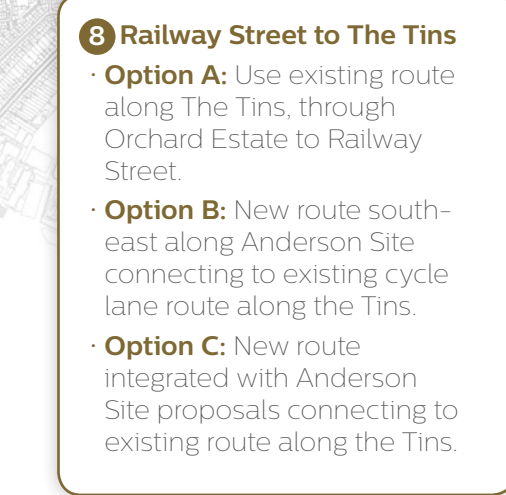 8 Railway Street to The Tins
· Option A: Use existing route
along The Tins, through
Orchard Estate to Railway
Street.
· Option B: New route south-
east along Anderson Site
connecting to existing cycle
lane route along the Tins.
· Option C: New route
integrated with Anderson
Site proposals connecting to
existing route along the Tins.